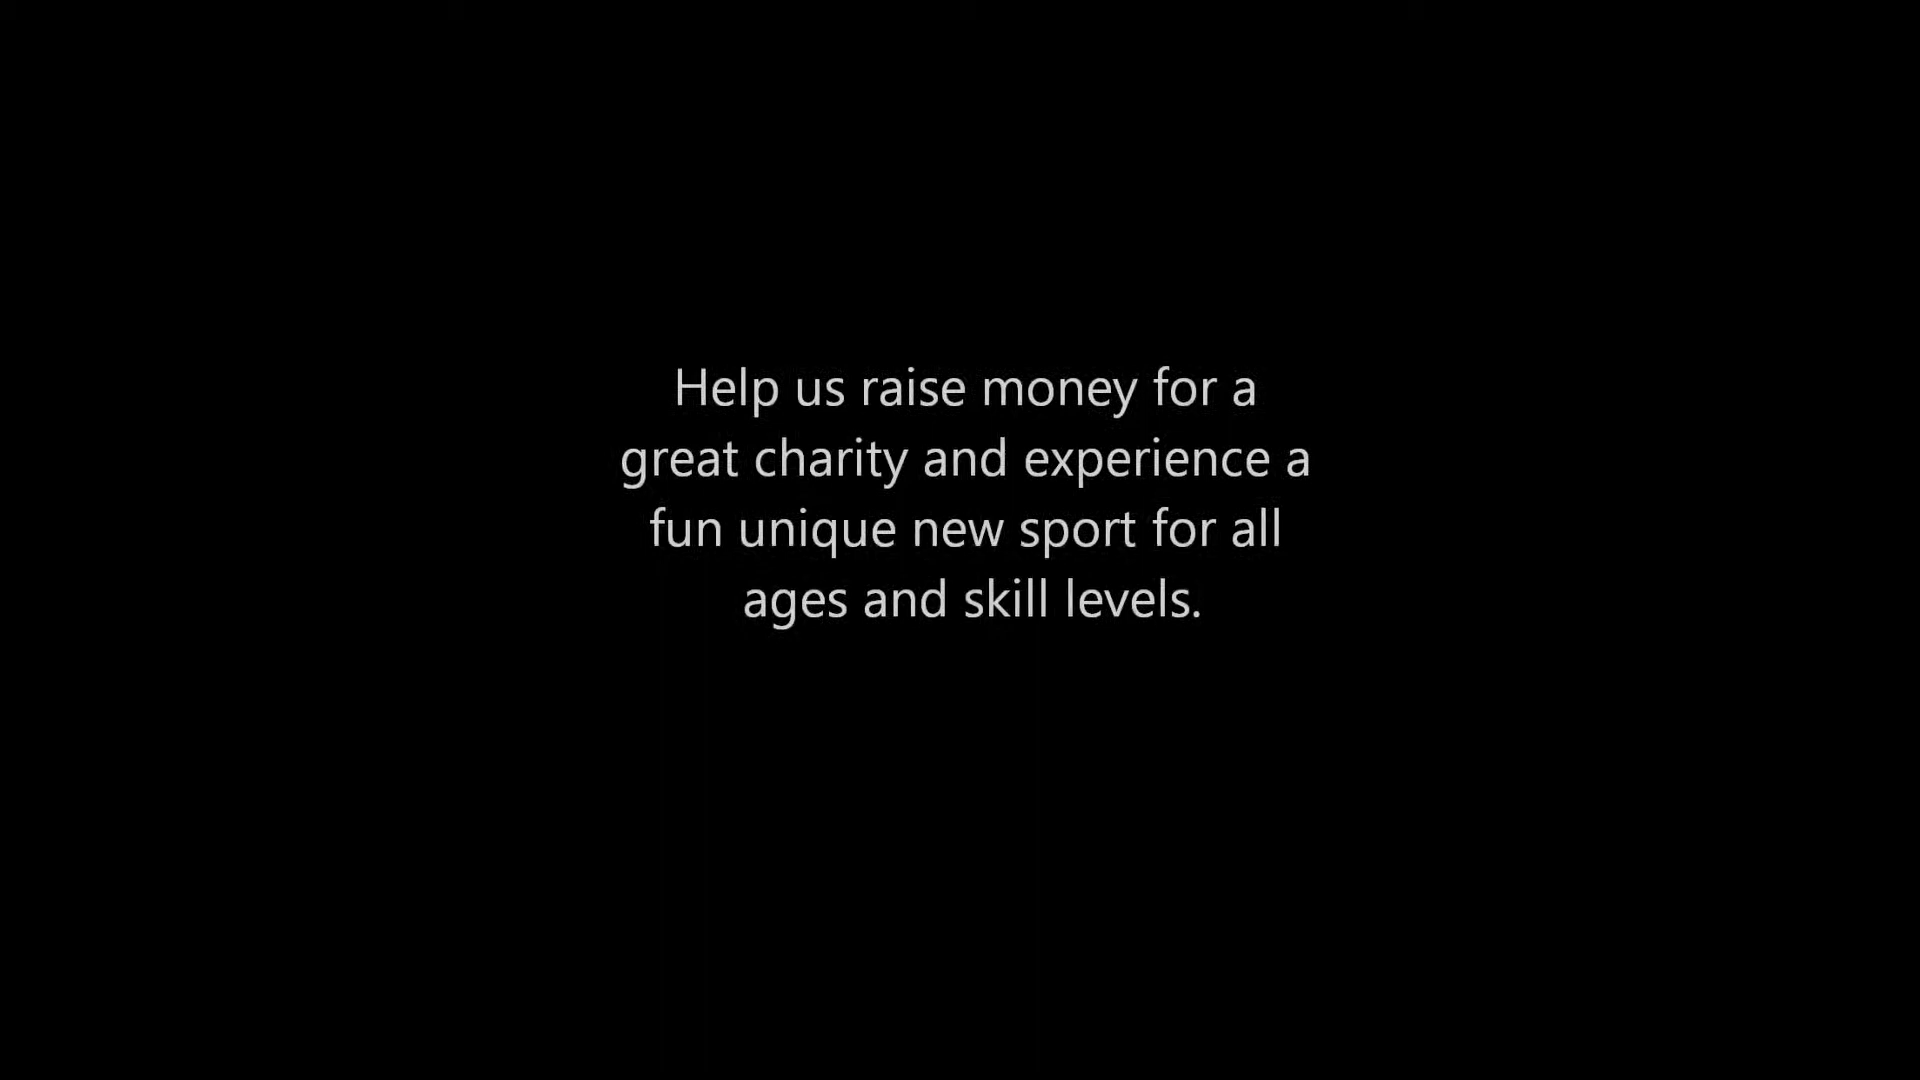 Help us raise money for a
great charity and experience a
fun unique new sport for all
ages and skill levels.